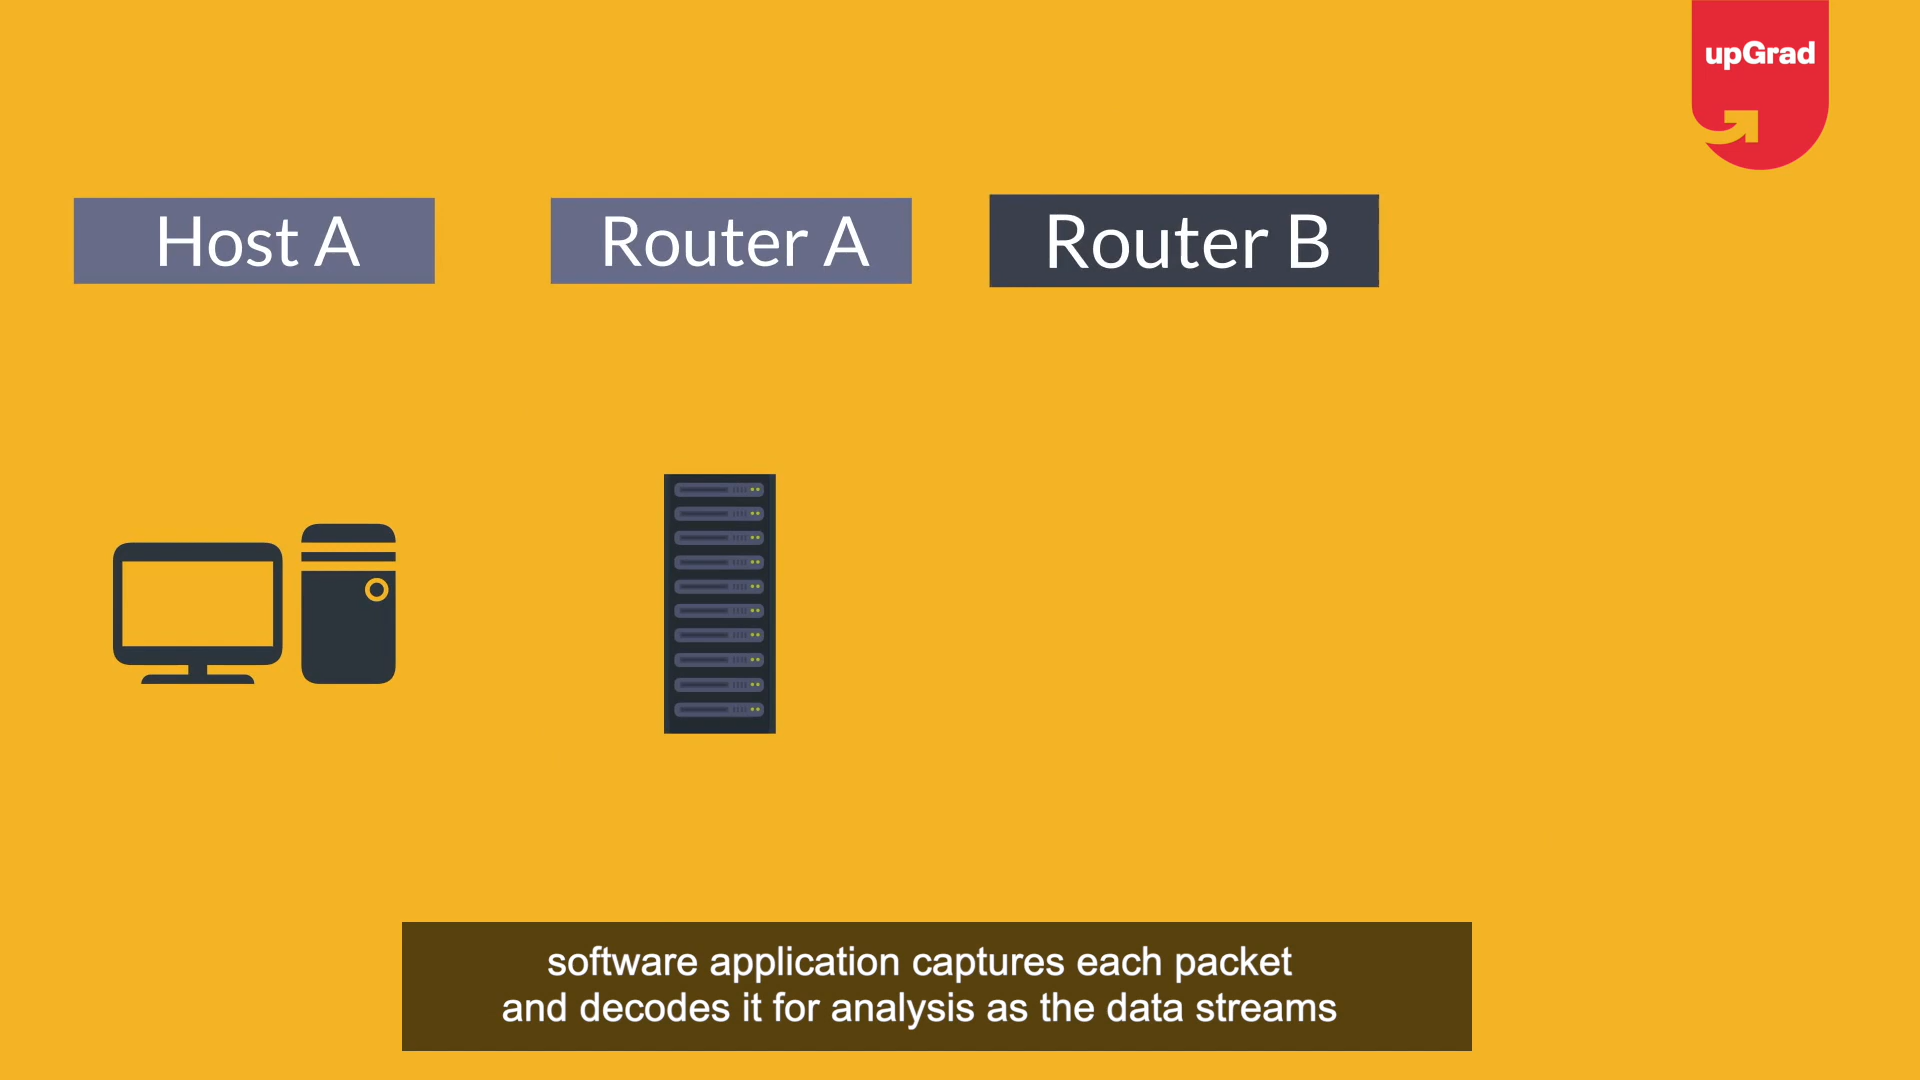 upGrad
Host A
Router A
Router B
software application captures each packet
and decodes it for analysis as the data streams